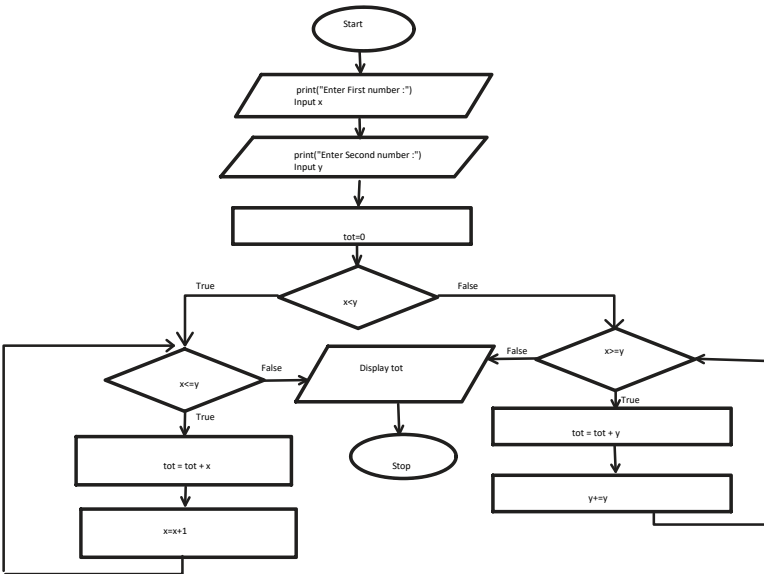 Start
print("Enter First number :")
Input x
print("Enter Second number :")
Input y
tot=0
True
False
x<y
False
x>=y
Display tot
False
x<=y
True
True
tot = tot + y
tot = tot + x
Stop
y+=y
x=x+1